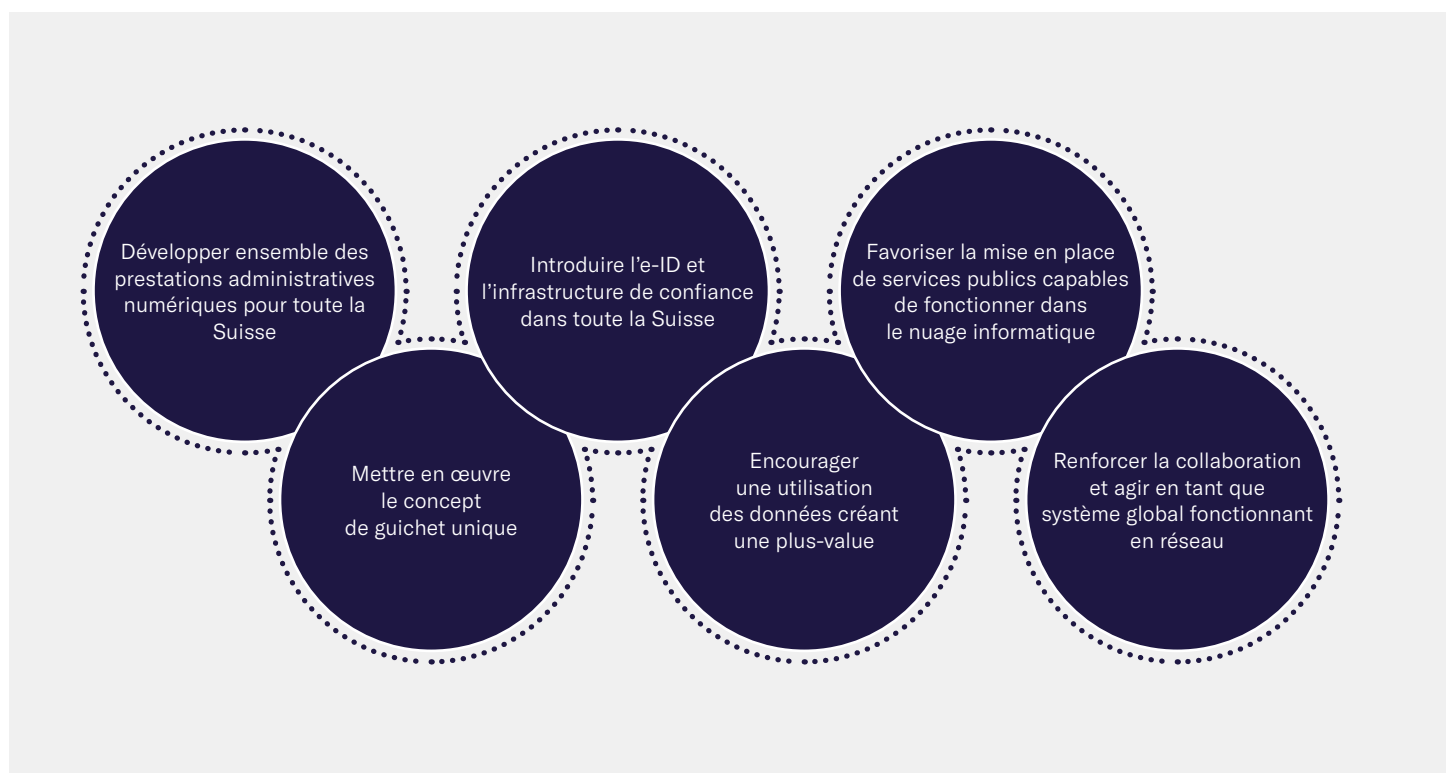 Développer ensemble des
prestations administratives
numériques pour toute la
Suisse
Mettre en œuvre
le concept
de guichet unique
Introduire l’e-ID et
l’infrastructure de confiance
dans toute la Suisse
Encourager
une utilisation
des données créant
une plus-value
Favoriser la mise en place
de services publics capables
de fonctionner dans
le nuage informatique
Renforcer la collaboration
et agir en tant que
système global fonctionnant
en réseau